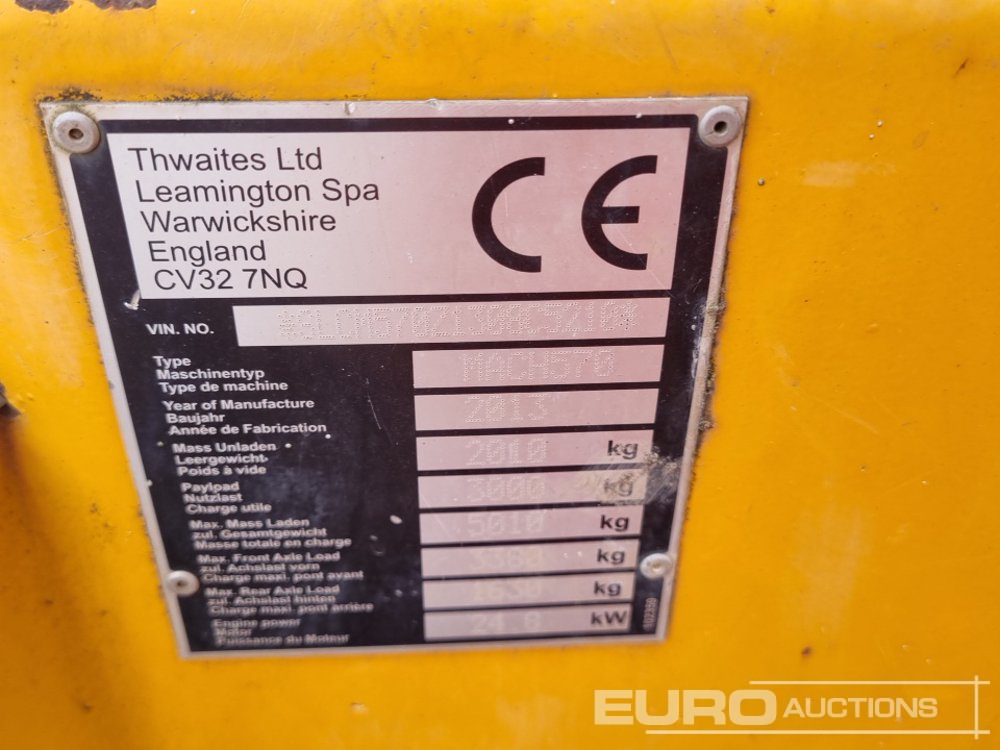 Thwaites Ltd
Leamington Spa
Warwickshire
England
CV32 7NQ
CE
VIN. NO.
Type
Maschinentyp
Type de machine
MACH570
Year of Manufacture
Baujahr
Année de Fabrication
2013
Mass Unladen
Leergewicht
Poids à vide
2010 kg
Payload
Nutzlast
Charge utile
3000 kg
Max. Mass Laden
zul. Gesamtgewicht
Masse totale en charge
5010 kg
Max. Front Axle Load
zul. Achslast vorn
Charge maxi. pont avant
kg
Max. Rear Axle Load
zul. Achslast hinten
Charge maxi. pont arrière
kg
Engine power
Motor
Puissance du Moteur
24.8 kW
EURO AUCTIONS